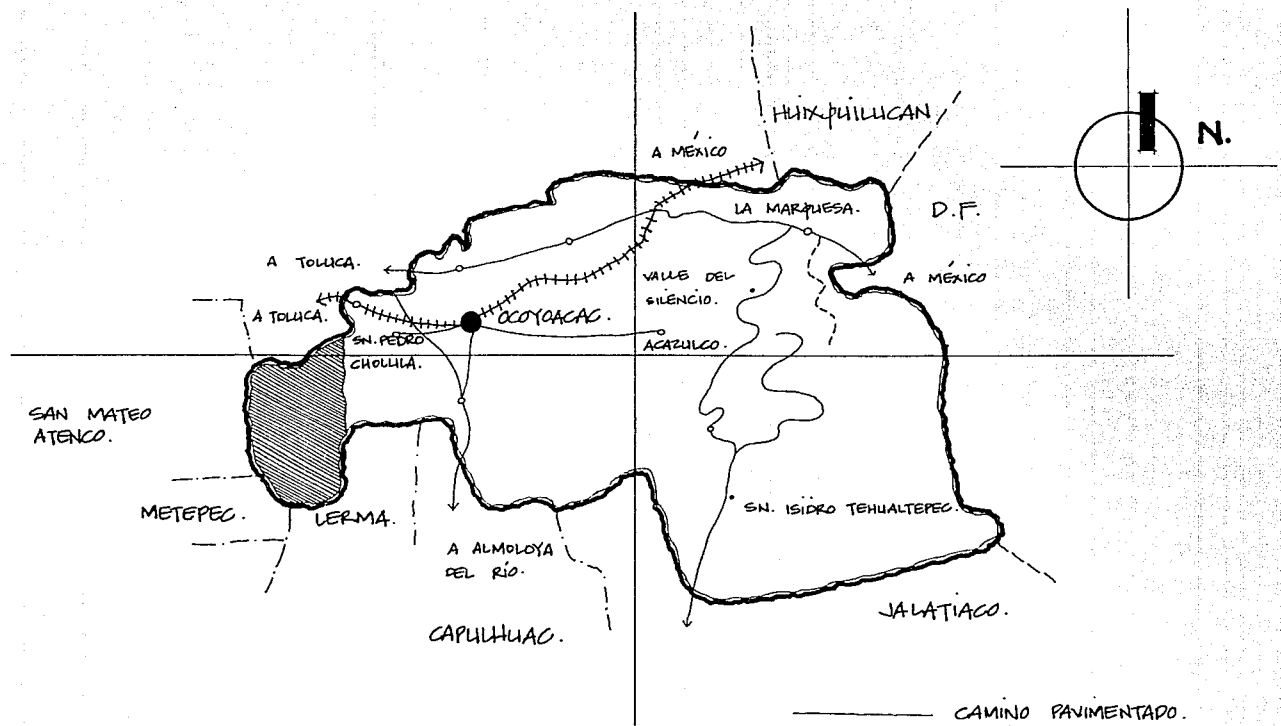 HUIXQUILUCAN
N.
A MÉXICO
LA MARQUESA.
D.F.
A TOLUCA.
VALLE DEL
SILENCIO.
A MÉXICO
A TOLUCA.
OCOYOACAC.
SN. PEDRO
CHOLULA.
ACAZULCO.
SAN MATEO
ATENCO.
METEPEC.
LERMA.
SN. ISIDRO TEHUALTEPEC.
A ALMOLOYA
DEL RÍO.
CAPULHUAC.
JALATIACO.
CAMINO PAVIMENTADO.